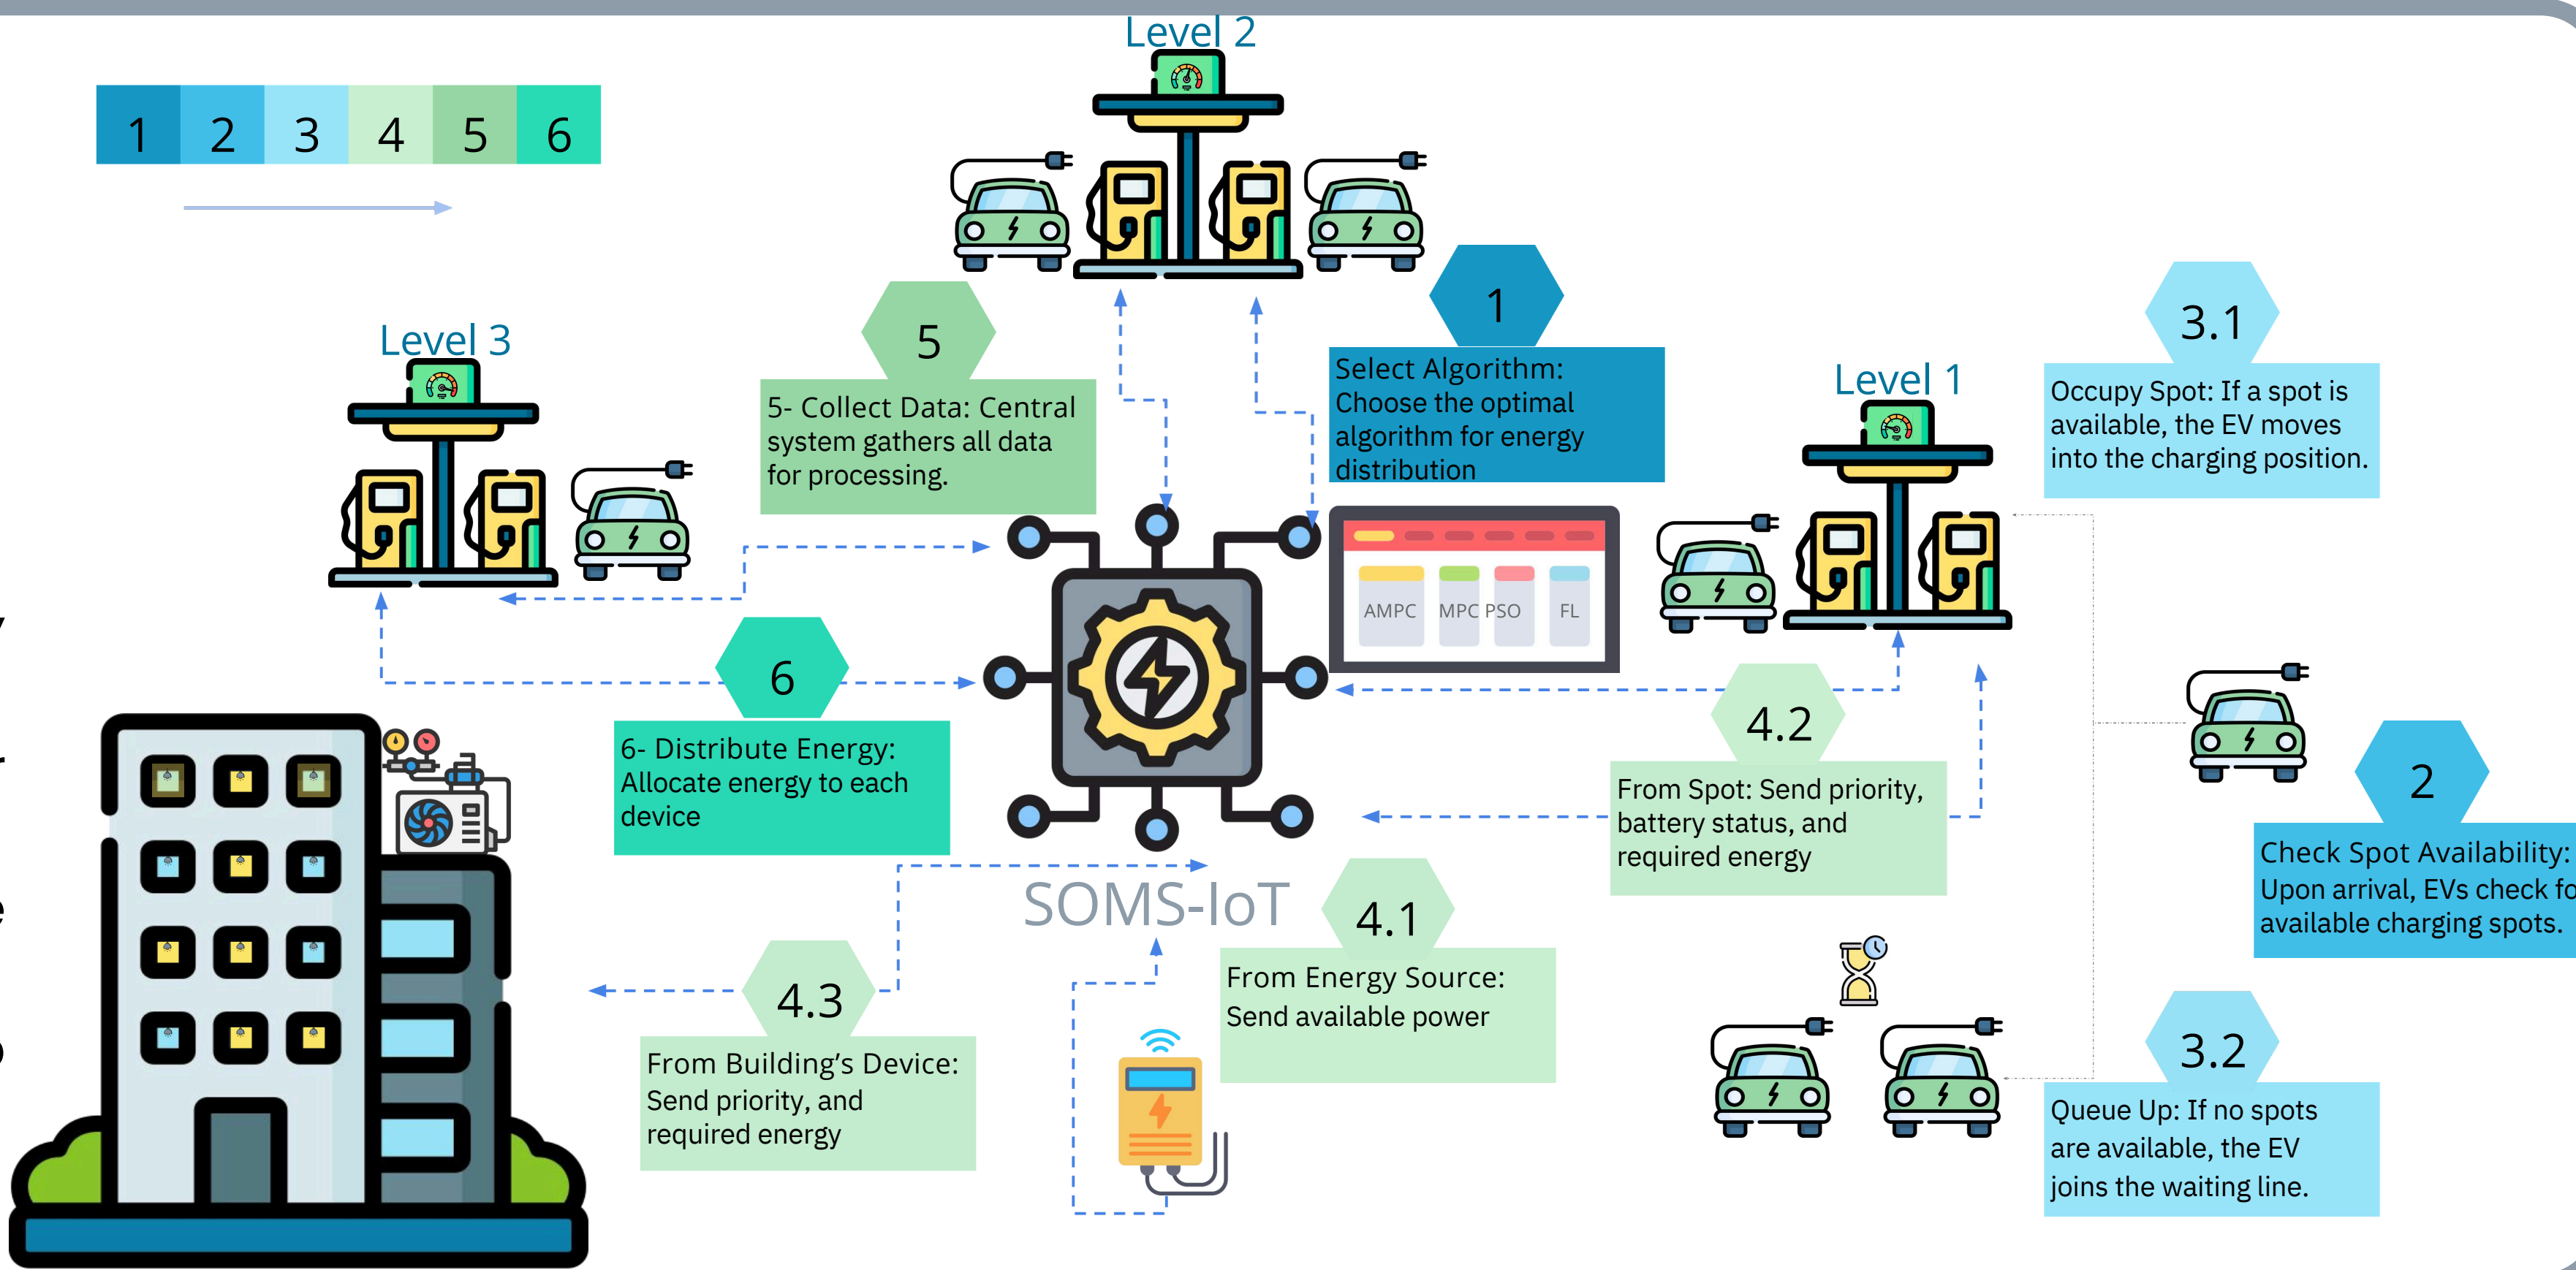 Level 2
1 2 3 4 5 6
1
Select Algorithm:
Choose the optimal
algorithm for energy
distribution
3.1
Occupy Spot: If a spot is
available, the EV moves
into the charging position.
5
5- Collect Data: Central
system gathers all data
for processing.
Level 3
Level 1
AMPC MPC PSO FL
6
6- Distribute Energy:
Allocate energy to each
device
4.2
From Spot: Send priority,
battery status, and
required energy
2
Check Spot Availability:
Upon arrival, EVs check fo
available charging spots.
SOMS-IoT
4.1
From Energy Source:
Send available power
4.3
From Building's Device:
Send priority, and
required energy
3.2
Queue Up: If no spots
are available, the EV
joins the waiting line.